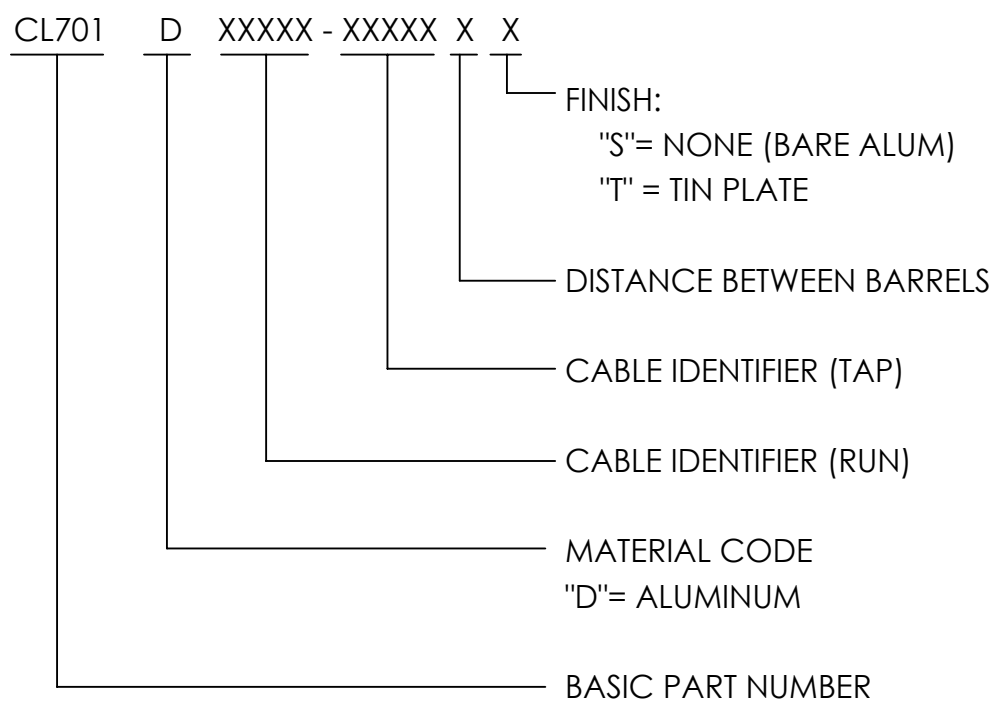 CL701 D XXXXX - XXXXX X X
FINISH:
"S"= NONE (BARE ALUM)
"T" = TIN PLATE
DISTANCE BETWEEN BARRELS
CABLE IDENTIFIER (TAP)
CABLE IDENTIFIER (RUN)
MATERIAL CODE
"D"= ALUMINUM
BASIC PART NUMBER